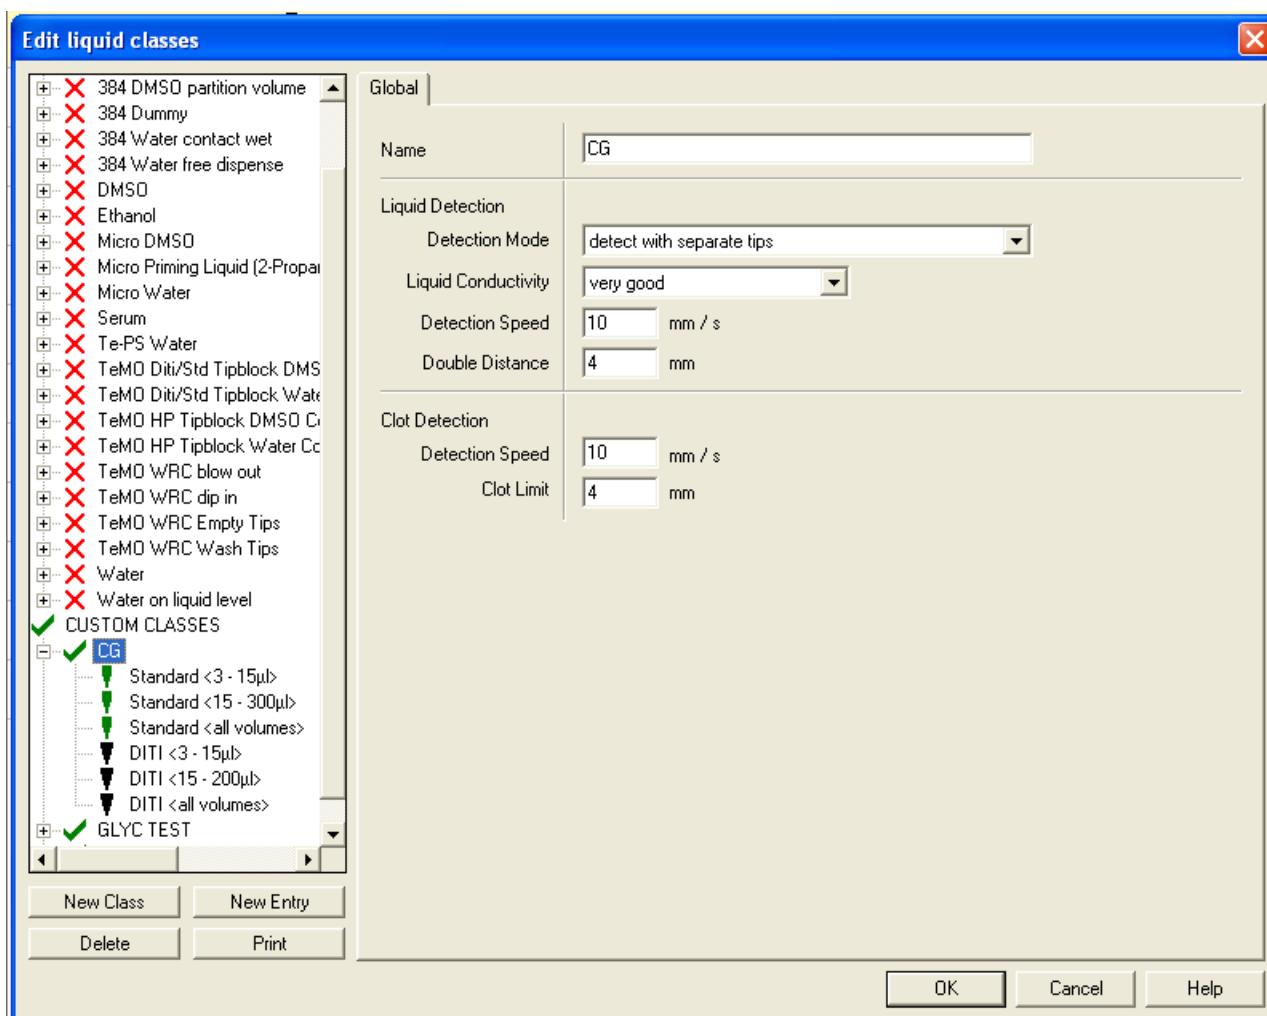 Edit liquid classes
384 DMSO partition volume
384 Dummy
384 Water contact wet
384 Water free dispense
DMSO
Ethanol
Micro DMSO
Micro Priming Liquid (2-Propan
Micro Water
Serum
Te-PS Water
TeMO Diti/Std Tipblock DMS
TeMO Diti/Std Tipblock Wate
TeMO HP Tipblock DMSO Co
TeMO HP Tipblock Water Co
TeMO WRC blow out
TeMO WRC dip in
TeMO WRC Empty Tips
TeMO WRC Wash Tips
Water
Water on liquid level
CUSTOM CLASSES
CG
Standard <3 - 15µl>
Standard <15 - 300µl>
Standard <all volumes>
DITI <3 - 15µl>
DITI <15 - 200µl>
DITI <all volumes>
GLYC TEST
New Class
New Entry
Delete
Print
Global
Name CG
Liquid Detection
Detection Mode detect with separate tips
Liquid Conductivity very good
Detection Speed 10 mm / s
Double Distance 4 mm
Clot Detection
Detection Speed 10 mm / s
Clot Limit 4 mm
OK
Cancel
Help